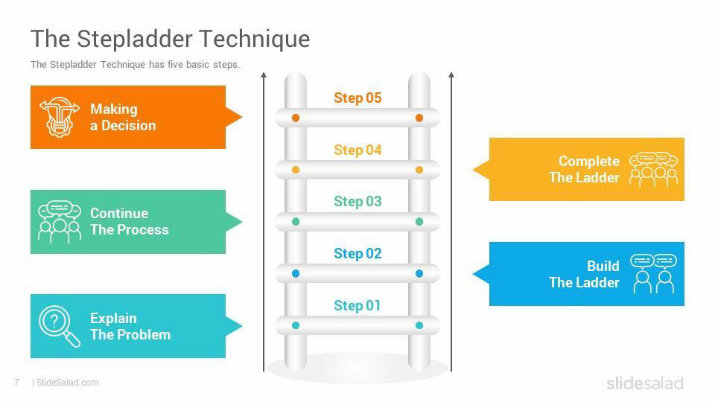 The Stepladder Technique
The Stepladder Technique has five basic steps.
Making
a Decision
Step 05
Step 04
Complete
The Ladder
Continue
The Process
Step 03
Step 02
Build
The Ladder
Explain
The Problem
Step 01
?
7 | SlideSalad.com
slidesalad